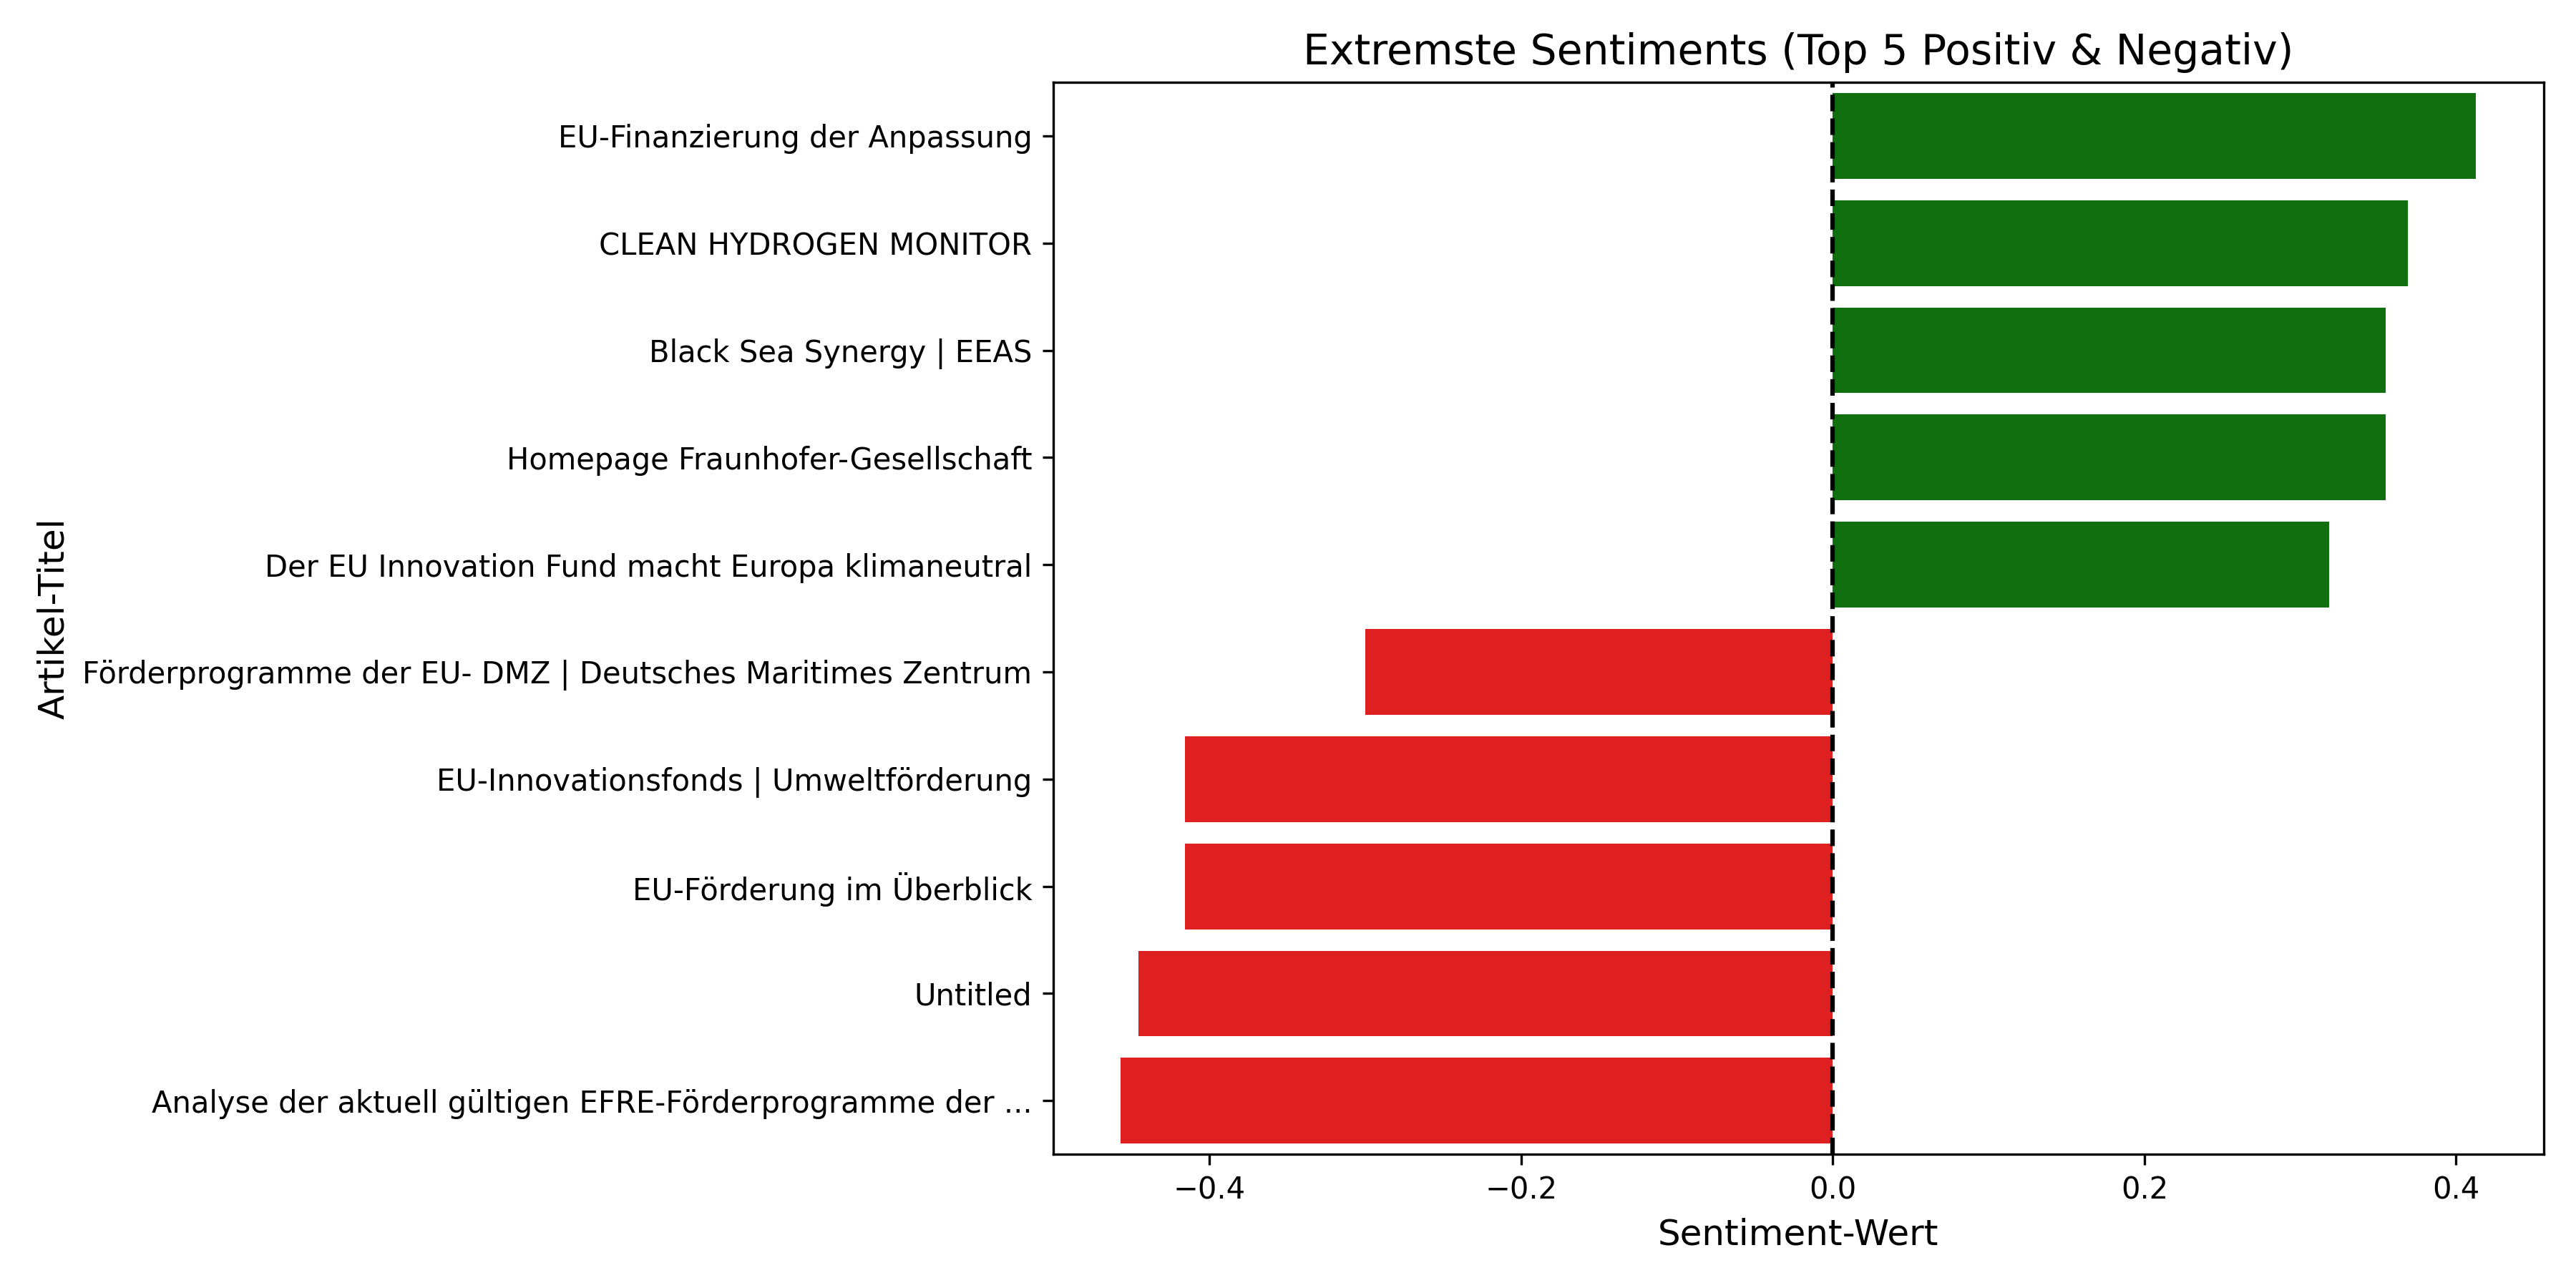 Extremste Sentiments (Top 5 Positiv & Negativ)
Artikel-Titel
EU-Finanzierung der Anpassung
CLEAN HYDROGEN MONITOR
Black Sea Synergy | EEAS
Homepage Fraunhofer-Gesellschaft
Der EU Innovation Fund macht Europa klimaneutral
Förderprogramme der EU- DMZ | Deutsches Maritimes Zentrum
EU-Innovationsfonds | Umweltförderung
EU-Förderung im Überblick
Untitled
Analyse der aktuell gültigen EFRE-Förderprogramme der ...
−0.4 −0.2 0.0 0.2 0.4
Sentiment-Wert